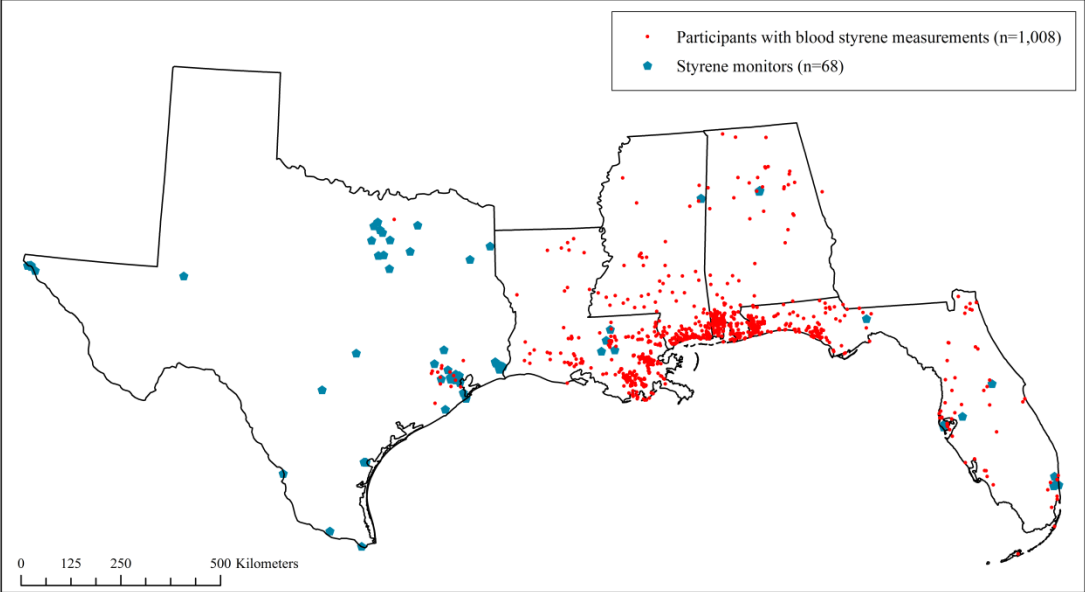 Participants with blood styrene measurements (n=1,008)
Styrene monitors (n=68)
0 125 250 500 Kilometers